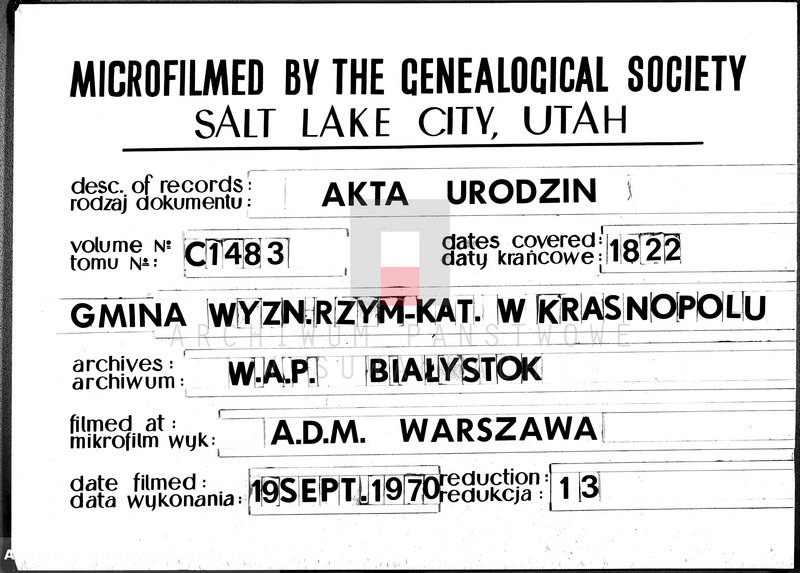 MICROFILMED BY THE GENEALOGICAL SOCIETY
SALT LAKE CITY, UTAH
desc. of records:
rodzaj dokumentu:
AKTA URODZIN
volume Nº
tomu Nº:
C1483
dates covered:
daty krańcowe:
1822
GMINA WYZN.RZYM-KAT. W KRASNOPOLU
ARCHIWUM PAŃSTWOWE
archives:
archiwum:
W.A.P. BIAŁYSTOK
filmed at:
mikrofilm wyk:
A.D.M. WARSZAWA
date filmed:
data wykonania:
19SEPT.1970
reduction:
redukcja:
13